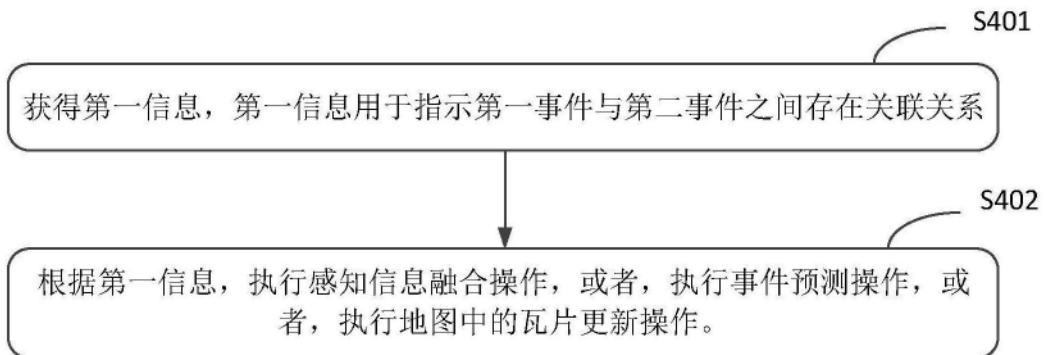 S401
获得第一信息，第一信息用于指示第一事件与第二事件之间存在关联关系
S402
根据第一信息，执行感知信息融合操作，或者，执行事件预测操作，或
者，执行地图中的瓦片更新操作。